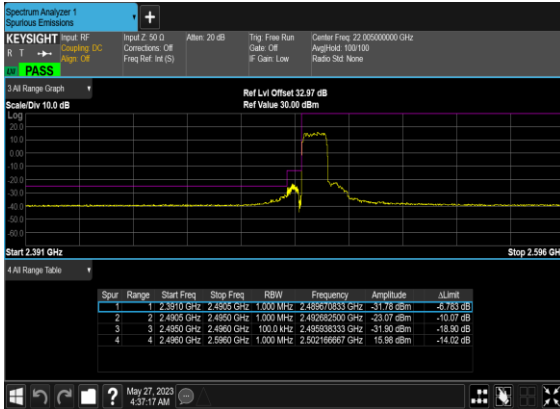 Spectrum Analyzer 1
Spurious Emissions
KEYSIGHT Input: RF Input Z: 50 Ω Atten: 20 dB Trig: Free Run Center Freq: 22.005000000 GHz
R T Coupling: DC Corrections: Off Gate: Off Avg|Hold: 100/100
Align: Off Freq Ref: Int (S) IF Gain: Low Radio Std: None
PASS
3 All Range Graph
Ref Lvl Offset 32.97 dB
Scale/Div 10.0 dB Ref Value 30.00 dBm
Log
20.0
10.0
0.00
-10.0
-20.0
-30.0
-40.0
-50.0
-60.0
Start 2.391 GHz Stop 2.596 GH
4 All Range Table
Spur Range Start Freq Stop Freq RBW Frequency Amplitude ΔLimit
1 1 2.3910 GHz 2.4905 GHz 1.000 MHz 2.489670833 GHz -31.78 dBm -6.783 dB
2 2 2.4905 GHz 2.4950 GHz 1.000 MHz 2.492682500 GHz -23.07 dBm -10.07 dB
3 3 2.4950 GHz 2.4960 GHz 100.0 kHz 2.495938333 GHz -31.90 dBm -18.90 dB
4 4 2.4960 GHz 2.5960 GHz 1.000 MHz 2.502166667 GHz 15.98 dBm -14.02 dB
May 27, 2023
4:37:17 AM